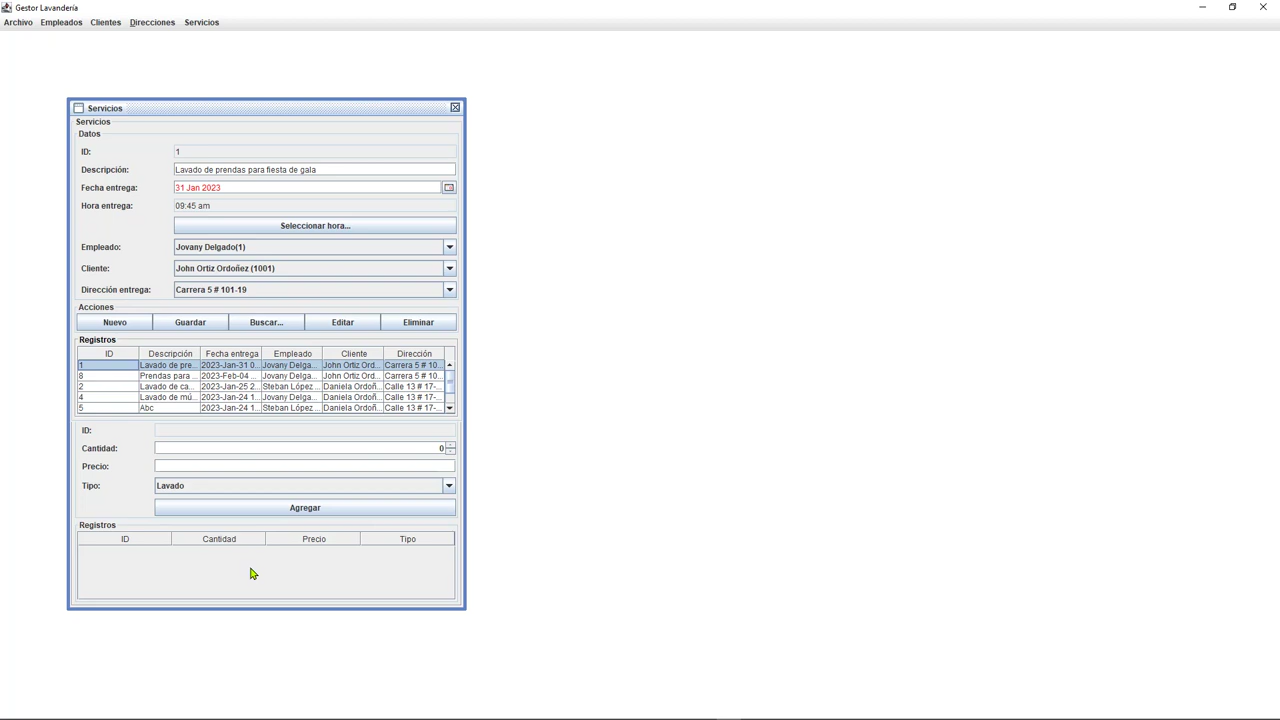 Gestor Lavandería
Archivo Empleados Clientes Direcciones Servicios
Servicios
Servicios
Datos
ID: 1
Descripción: Lavado de prendas para fiesta de gala
Fecha entrega: 31 Jan 2023
Hora entrega: 09:45 am
Seleccionar hora...
Empleado: Jovany Delgado(1)
Cliente: John Ortiz Ordoñez (1001)
Dirección entrega: Carrera 5 # 101-19
Acciones
Nuevo Guardar Buscar... Editar Eliminar
Registros
ID Descripción Fecha entrega Empleado Cliente Dirección
1 Lavado de pre... 2023-Jan-31 0... Jovany Delga... John Ortiz Ord... Carrera 5 # 10...
8 Prendas para ... 2023-Feb-04 ... Jovany Delga... John Ortiz Ord... Carrera 5 # 10...
2 Lavado de ca... 2023-Jan-25 2... Steban López ... Daniela Ordoñ... Calle 13 # 17-...
4 Lavado de mú... 2023-Jan-24 1... Jovany Delga... Daniela Ordoñ... Calle 13 # 17-...
5 Abc 2023-Jan-24 1... Steban López ... Daniela Ordoñ... Calle 13 # 17-...
ID:
Cantidad: 0
Precio:
Tipo: Lavado
Agregar
Registros
ID Cantidad Precio Tipo